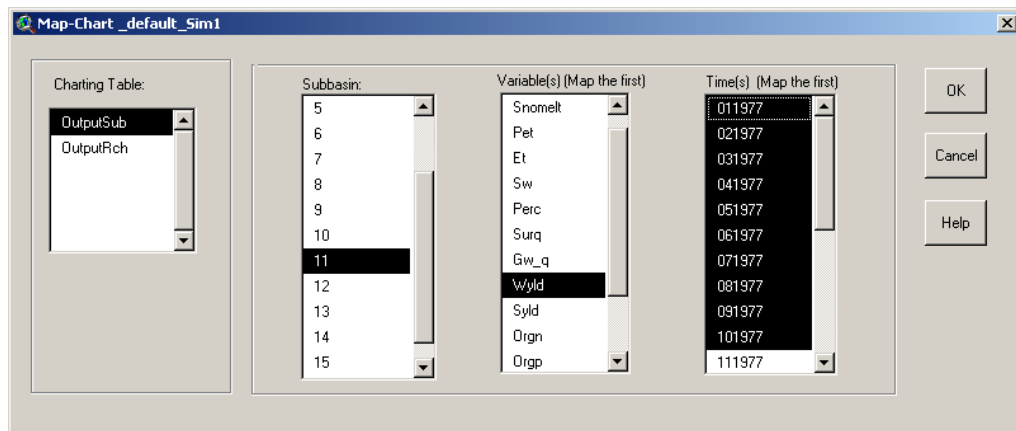 Map-Chart _default_Sim1
Charting Table:
OutputSub
OutputRch
Subbasin:
5
6
7
8
9
10
11
12
13
14
15
Variable(s) (Map the first)
Snomelt
Pet
Et
Sw
Perc
Surq
Gw_q
Wyld
Syld
Orgn
Orgp
Time(s) (Map the first)
011977
021977
031977
041977
051977
061977
071977
081977
091977
101977
111977
OK
Cancel
Help